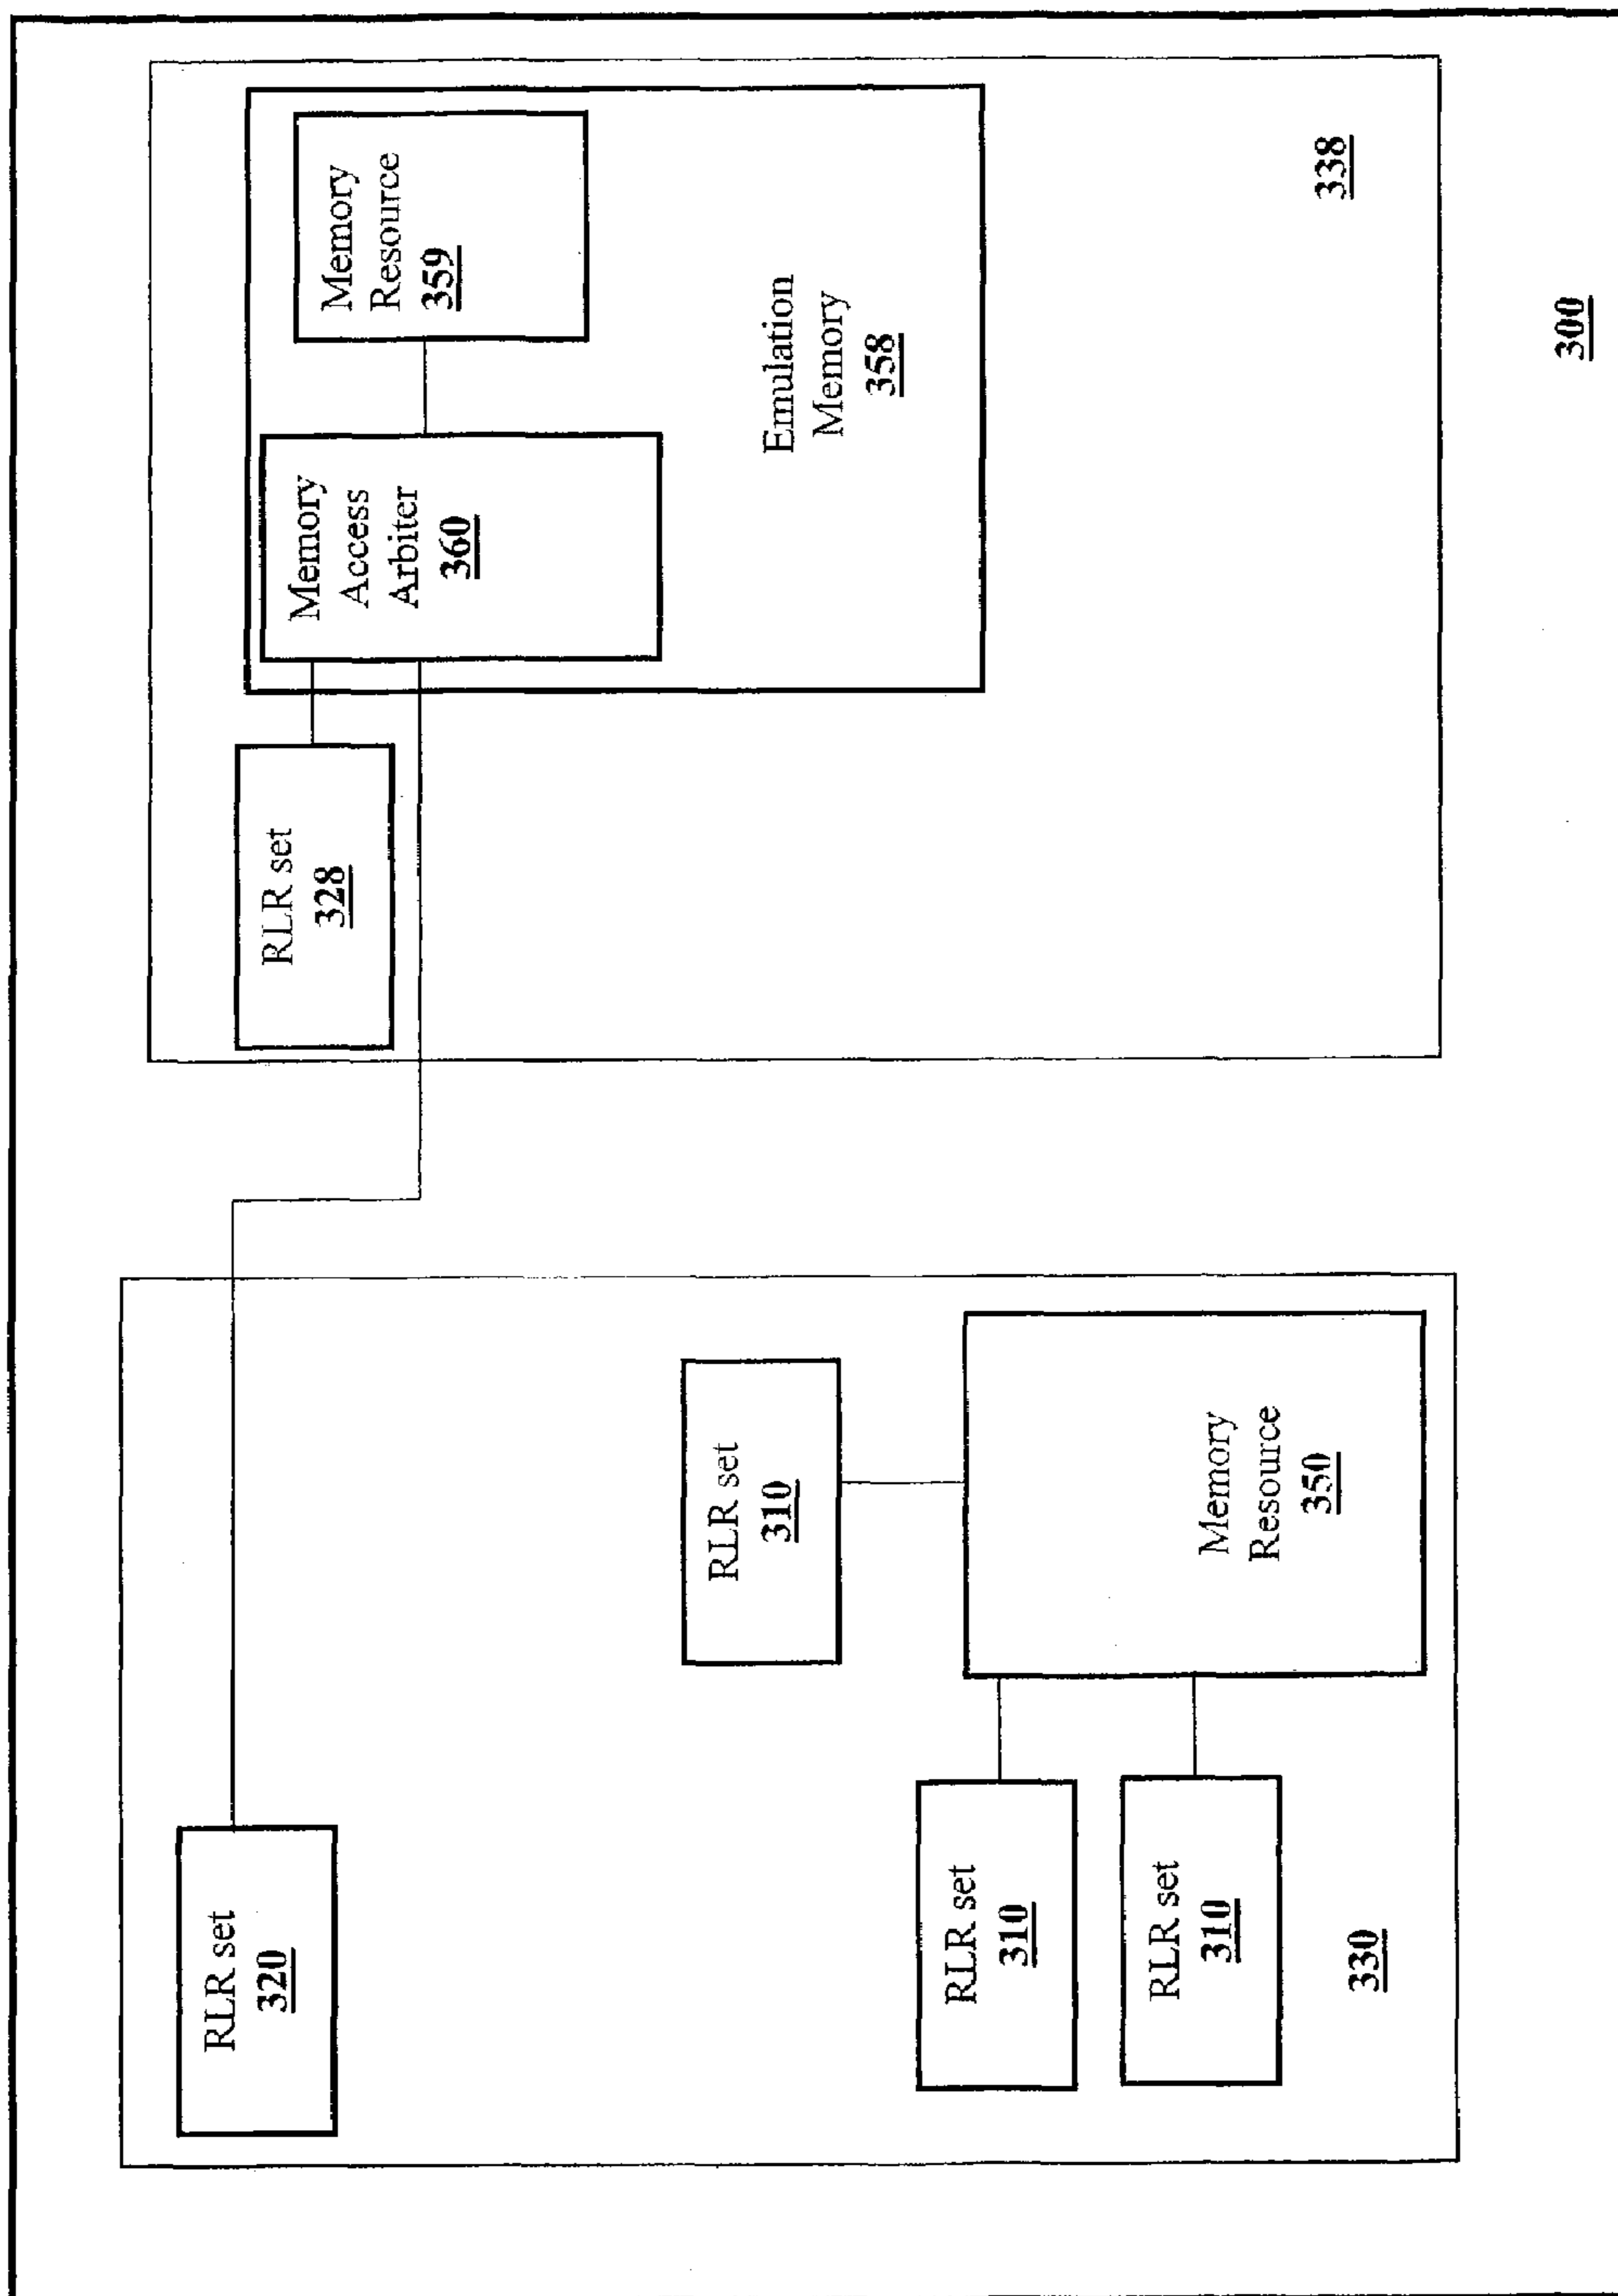 RLR set
320
RLR set
310
RLR set
310
RLR set
310
Memory
Resource
350
330
RLR set
328
Memory
Access
Arbiter
360
Memory
Resource
359
Emulation
Memory
358
338
300